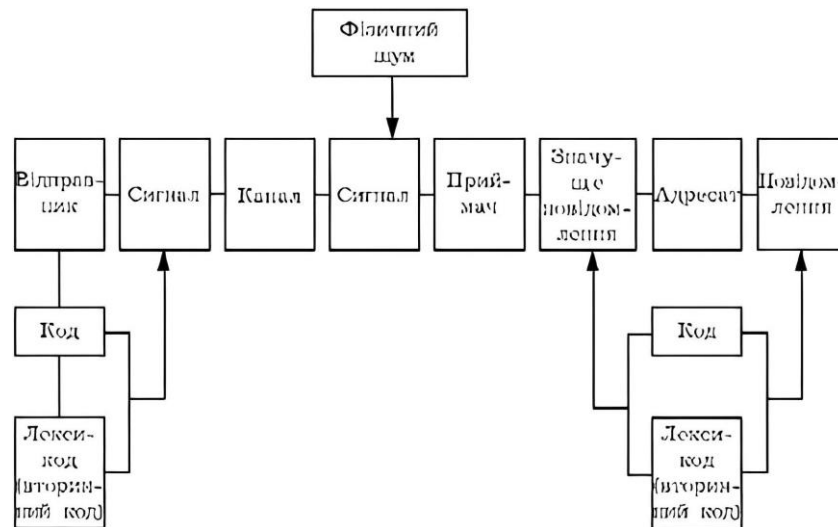 Фізичний
шум
Відправ-
ник
Сигнал
Канал
Сигнал
Прий-
мач
Значу-
ще
повідом-
лення
Адресат
Повідом-
лення
Код
Код
Лекси-
код
(вторин-
ний код)
Лекси-
код
(вторин-
ний код)